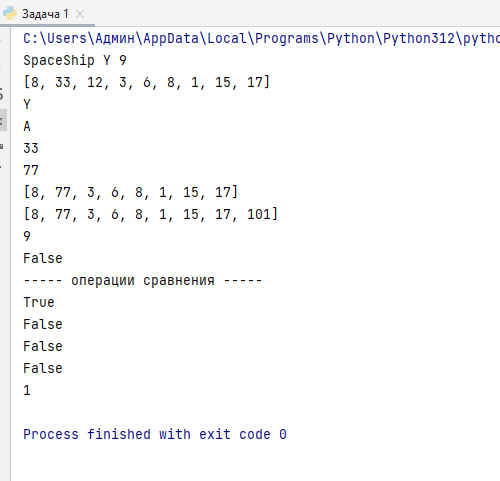 Задача 1
C:\Users\Админ\AppData\Local\Programs\Python\Python312\pytho
SpaceShip Y 9
[8, 33, 12, 3, 6, 8, 1, 15, 17]
Y
A
33
77
[8, 77, 3, 6, 8, 1, 15, 17]
[8, 77, 3, 6, 8, 1, 15, 17, 101]
9
False
----- операции сравнения -----
True
False
False
False
1
Process finished with exit code 0